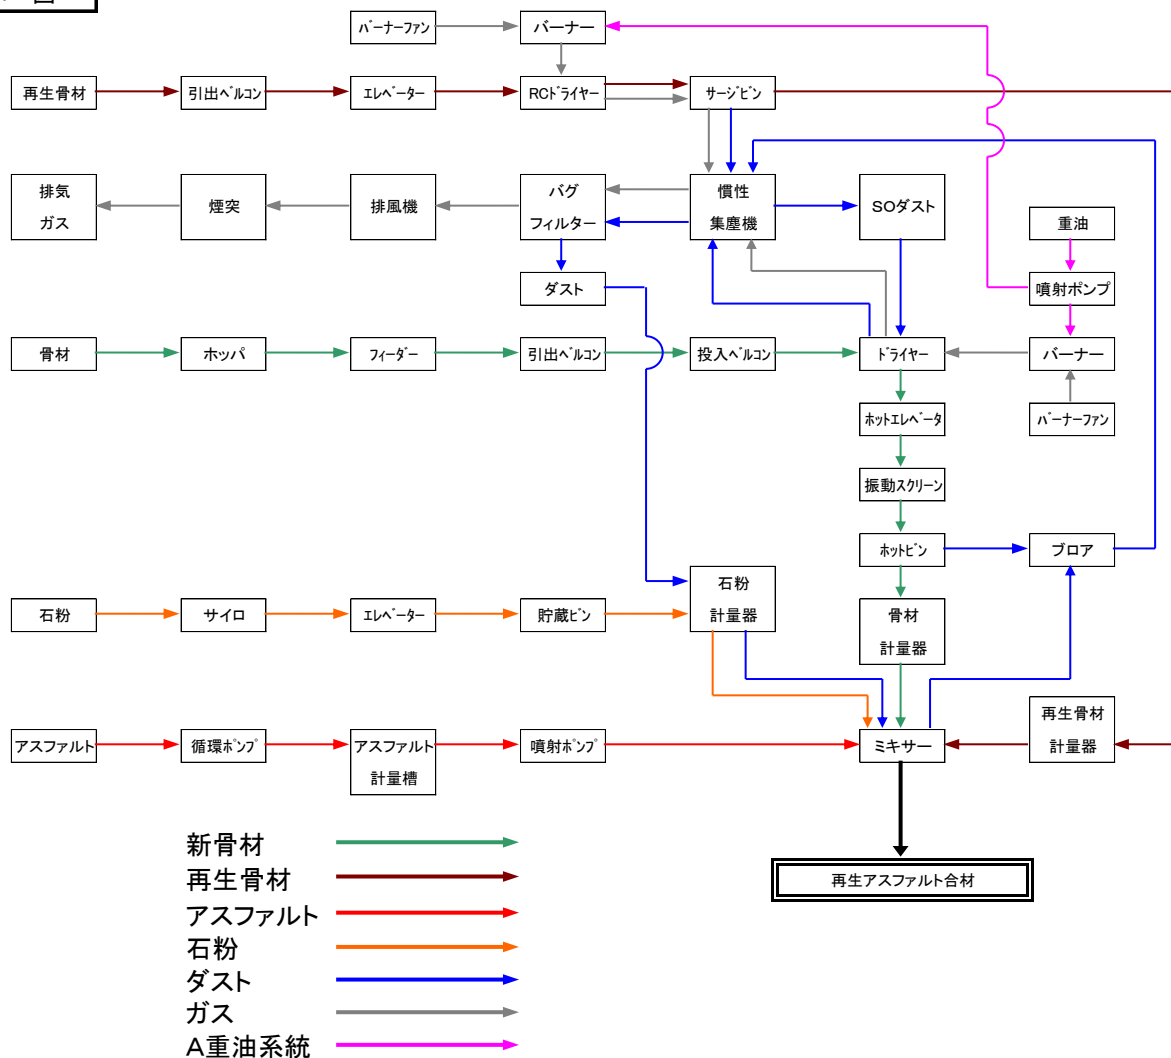 図
ﾊﾞｰﾅｰﾌｧﾝ
バーナー
再生骨材
引出ﾍﾞﾙｺﾝ
ｴﾚﾍﾞｰﾀｰ
RCﾄﾞﾗｲﾔｰ
ｻｰｼﾞﾋﾞﾝ
排気
ガス
煙突
排風機
バグ
フィルター
慣性
集塵機
SOダスト
重油
ダスト
噴射ポンプ
骨材
ホッパ
ﾌｨｰﾀﾞｰ
引出ﾍﾞﾙｺﾝ
投入ﾍﾞﾙｺﾝ
ﾄﾞﾗｲﾔｰ
バーナー
ﾎｯﾄｴﾚﾍﾞｰﾀ
ﾊﾞｰﾅｰﾌｧﾝ
振動ｽｸﾘｰﾝ
ﾎｯﾄﾋﾞﾝ
ブロア
石粉
サイロ
ｴﾚﾍﾞｰﾀｰ
貯蔵ﾋﾞﾝ
石粉
計量器
骨材
計量器
アスファルト
循環ﾎﾟﾝﾌﾟ
アスファルト
計量槽
噴射ﾎﾟﾝﾌﾟ
ミキサー
再生骨材
計量器
再生アスファルト合材
新骨材
再生骨材
アスファルト
石粉
ダスト
ガス
A重油系統